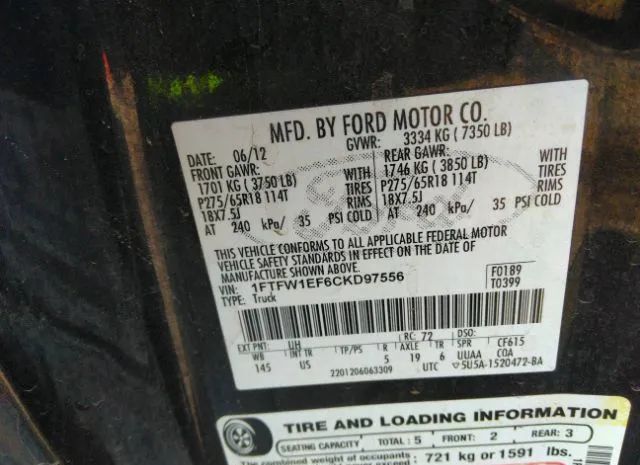 MFD. BY FORD MOTOR CO.
DATE: 06/12 GVWR: 3334 KG ( 7350 LB)
FRONT GAWR: REAR GAWR:
1701 KG ( 3750 LB) WITH 1746 KG ( 3850 LB) WITH
P275/65R18 114T TIRES P275/65R18 114T TIRES
18X7.5J RIMS 18X7.5J RIMS
AT 240 kPa/ 35 PSI COLD AT 240 kPa/ 35 PSI COLD
THIS VEHICLE CONFORMS TO ALL APPLICABLE FEDERAL MOTOR
VEHICLE SAFETY STANDARDS IN EFFECT ON THE DATE OF
VIN: 1FTFW1EF6CKD97556 F0189
TYPE: Truck T0399
EXT PNT: UH RC: 72 DSO:
WB INT TR TP/PS R AXLE TR SPR CF615
145 US 5 19 6 UUAA COA
2201206063309 UTC 5U5A-1520472-BA
TIRE AND LOADING INFORMATION
SEATING CAPACITY TOTAL: 5 FRONT: 2 REAR: 3
The combined weight of occupants 721 kg or 1591 lbs.